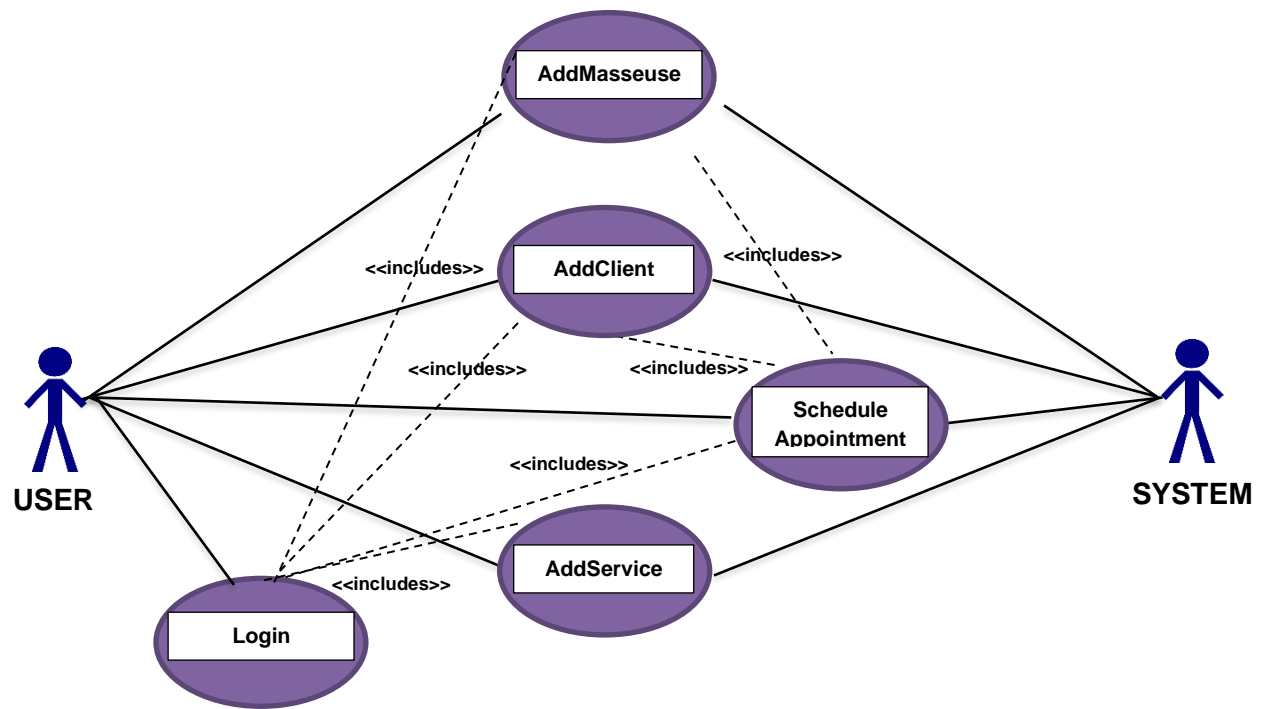 AddMasseuse
<<includes>>
AddClient
<<includes>>
<<includes>>
<<includes>>
Schedule
Appointment
<<includes>>
USER
SYSTEM
AddService
<<includes>>
Login